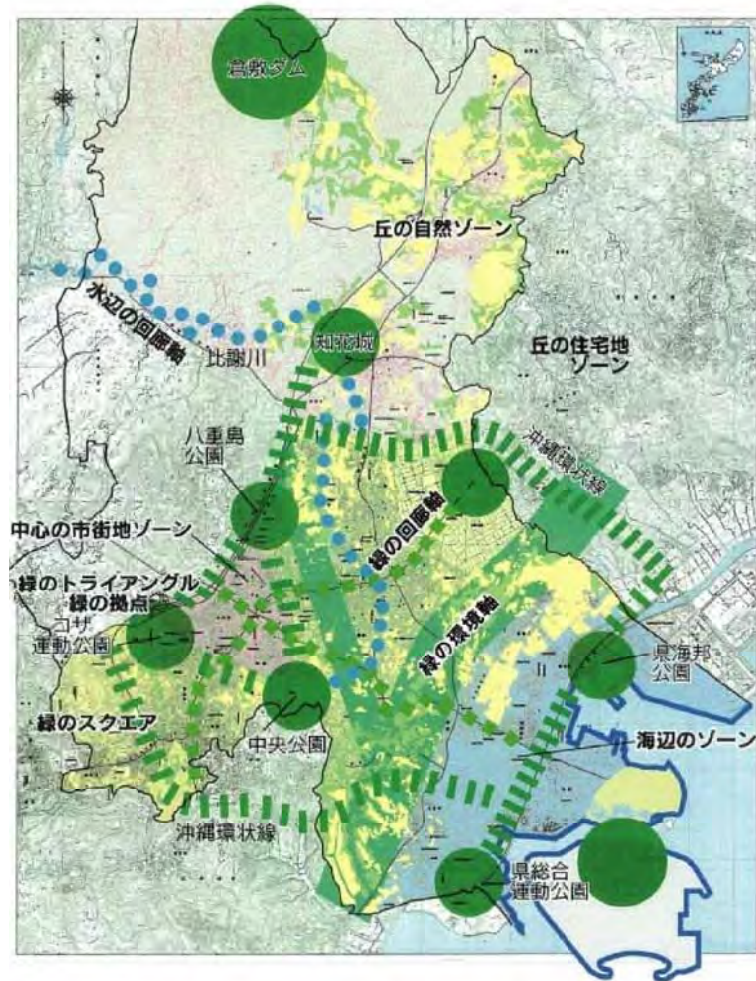 倉敷ダム
丘の自然ゾーン
水辺の回廊軸
比謝川
知花城
丘の住宅地
ゾーン
八重島
公園
沖縄環状線
中心の市街地ゾーン
緑の回廊軸
緑のトライアングル
緑の拠点
コザ
運動公園
緑の環境軸
県海邦
公園
緑のスクエア
中央公園
海辺のゾーン
沖縄環状線
県総合
運動公園